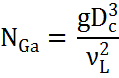 N_Ga = gD_c^3 / ν_L^2